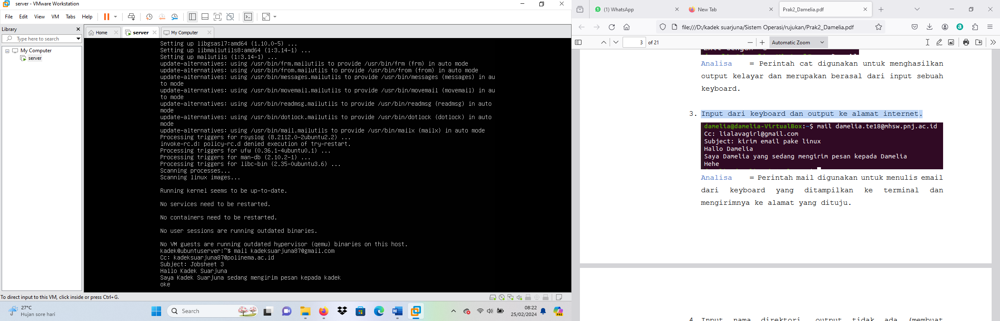 server - VMware Workstation
File Edit View VM Tabs Help
Library
Type here to search
My Computer
server
Home
server
My Computer
Setting up libgsasl7:amd64 (1.10.0-5) ...
Setting up libmailutils8:amd64 (1:3.14-1) ...
Setting up mailutils (1:3.14-1) ...
update-alternatives: using /usr/bin/frm.mailutils to provide /usr/bin/frm (frm) in auto mode
update-alternatives: using /usr/bin/from.mailutils to provide /usr/bin/from (from) in auto mode
update-alternatives: using /usr/bin/messages.mailutils to provide /usr/bin/messages (messages) in au
to mode
update-alternatives: using /usr/bin/movemail.mailutils to provide /usr/bin/movemail (movemail) in au
to mode
update-alternatives: using /usr/bin/readmsg.mailutils to provide /usr/bin/readmsg (readmsg) in auto
mode
update-alternatives: using /usr/bin/dotlock.mailutils to provide /usr/bin/dotlock (dotlock) in auto
mode
update-alternatives: using /usr/bin/mail.mailutils to provide /usr/bin/mailx (mailx) in auto mode
Processing triggers for rsyslog (8.2112.0-2ubuntu2.2) ...
invoke-rc.d: policy-rc.d denied execution of try-restart.
Processing triggers for ufw (0.36.1-4ubuntu0.1) ...
Processing triggers for man-db (2.10.2-1) ...
Processing triggers for libc-bin (2.35-0ubuntu3.6) ...
Scanning processes...
Scanning linux images...
Running kernel seems to be up-to-date.
No services need to be restarted.
No containers need to be restarted.
No user sessions are running outdated binaries.
No VM guests are running outdated hypervisor (qemu) binaries on this host.
kadek@ubuntuserver:~$ mail kadeksuarjuna87@gmail.com
Cc: kadeksuarjuna87@polinema.ac.id
Subject: Jobsheet 3
Hallo Kadek Suarjuna
Saya Kadek Suarjuna sedang mengirim pesan kepada kadek
oke
To direct input to this VM, click inside or press Ctrl+G.
27°C
Hujan sore hari
Search
08:22
25/02/2024
PRE
(1) WhatsApp
New Tab
Prak2_Damelia.pdf
file:///D:/kadek suarjuna/Sistem Operasi/rujukan/Prak2_Damelia.pdf
3 of 21
Automatic Zoom
Analisa = Perintah cat digunakan untuk menghasilkan
output kelayar dan merupakan berasal dari input sebuah
keyboard.
3. Input dari keyboard dan output ke alamat internet.
damelia@damelia-VirtualBox:~$ mail damelia.te18@mhsw.pnj.ac.id
Cc: lialavagirl@gmail.com
Subject: kirim email pake linux
Hallo Damelia
Saya Damelia yang sedang mengirim pesan kepada Damelia
Hehe
Analisa = Perintah mail digunakan untuk menulis email
dari keyboard yang ditampilkan ke terminal dan
mengirimnya ke alamat yang dituju.
4. Input nama direktori, output tidak ada (membuat